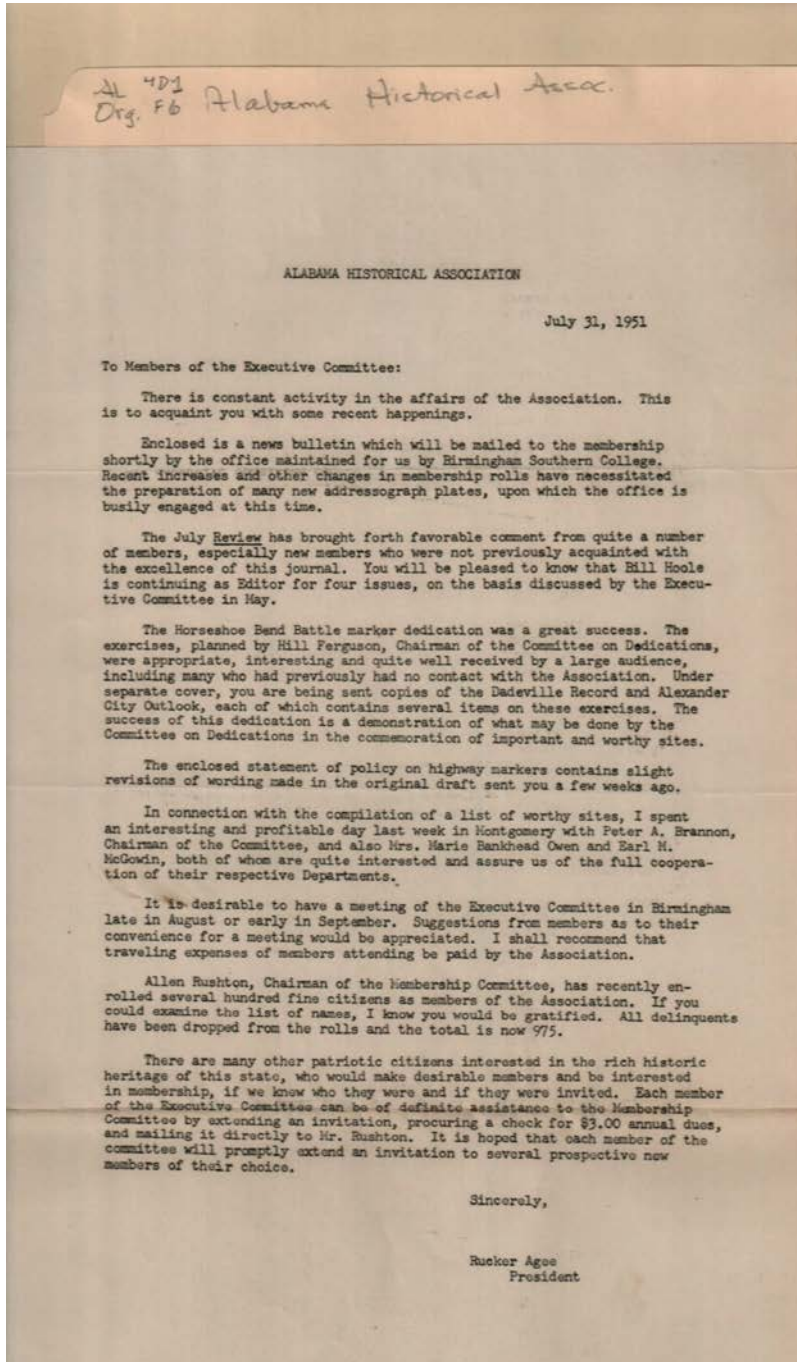 AL 4D1
Org. F6 Alabama Historical Assoc.
ALABAMA HISTORICAL ASSOCIATION
July 31, 1951
To Members of the Executive Committee:
There is constant activity in the affairs of the Association. This
is to acquaint you with some recent happenings.
Enclosed is a news bulletin which will be mailed to the membership
shortly by the office maintained for us by Birmingham Southern College.
Recent increases and other changes in membership rolls have necessitated
the preparation of many new addressograph plates, upon which the office is
busily engaged at this time.
The July Review has brought forth favorable comment from quite a number
of members, especially new members who were not previously acquainted with
the excellence of this journal. You will be pleased to know that Bill Hoole
is continuing as Editor for four issues, on the basis discussed by the Execu-
tive Committee in May.
The Horseshoe Bend Battle marker dedication was a great success. The
exercises, planned by Hill Ferguson, Chairman of the Committee on Dedications,
were appropriate, interesting and quite well received by a large audience,
including many who had previously had no contact with the Association. Under
separate cover, you are being sent copies of the Dadeville Record and Alexander
City Outlook, each of which contains several items on these exercises. The
success of this dedication is a demonstration of what may be done by the
Committee on Dedications in the commemoration of important and worthy sites.
The enclosed statement of policy on highway markers contains slight
revisions of wording made in the original draft sent you a few weeks ago.
In connection with the compilation of a list of worthy sites, I spent
an interesting and profitable day last week in Montgomery with Peter A. Brannon,
Chairman of the Committee, and also Mrs. Marie Bankhead Owen and Earl M.
McGowin, both of whom are quite interested and assure us of the full coopera-
tion of their respective Departments.
It is desirable to have a meeting of the Executive Committee in Birmingham
late in August or early in September. Suggestions from members as to their
convenience for a meeting would be appreciated. I shall recommend that
traveling expenses of members attending be paid by the Association.
Allen Rushton, Chairman of the Membership Committee, has recently en-
rolled several hundred fine citizens as members of the Association. If you
could examine the list of names, I know you would be gratified. All delinquents
have been dropped from the rolls and the total is now 975.
There are many other patriotic citizens interested in the rich historic
heritage of this state, who would make desirable members and be interested
in membership, if we knew who they were and if they were invited. Each member
of the Executive Committee can be of definite assistance to the Membership
Committee by extending an invitation, procuring a check for $3.00 annual dues,
and mailing it directly to Mr. Rushton. It is hoped that each member of the
committee will promptly extend an invitation to several prospective new
members of their choice.
Sincerely,
Rucker Agee
President